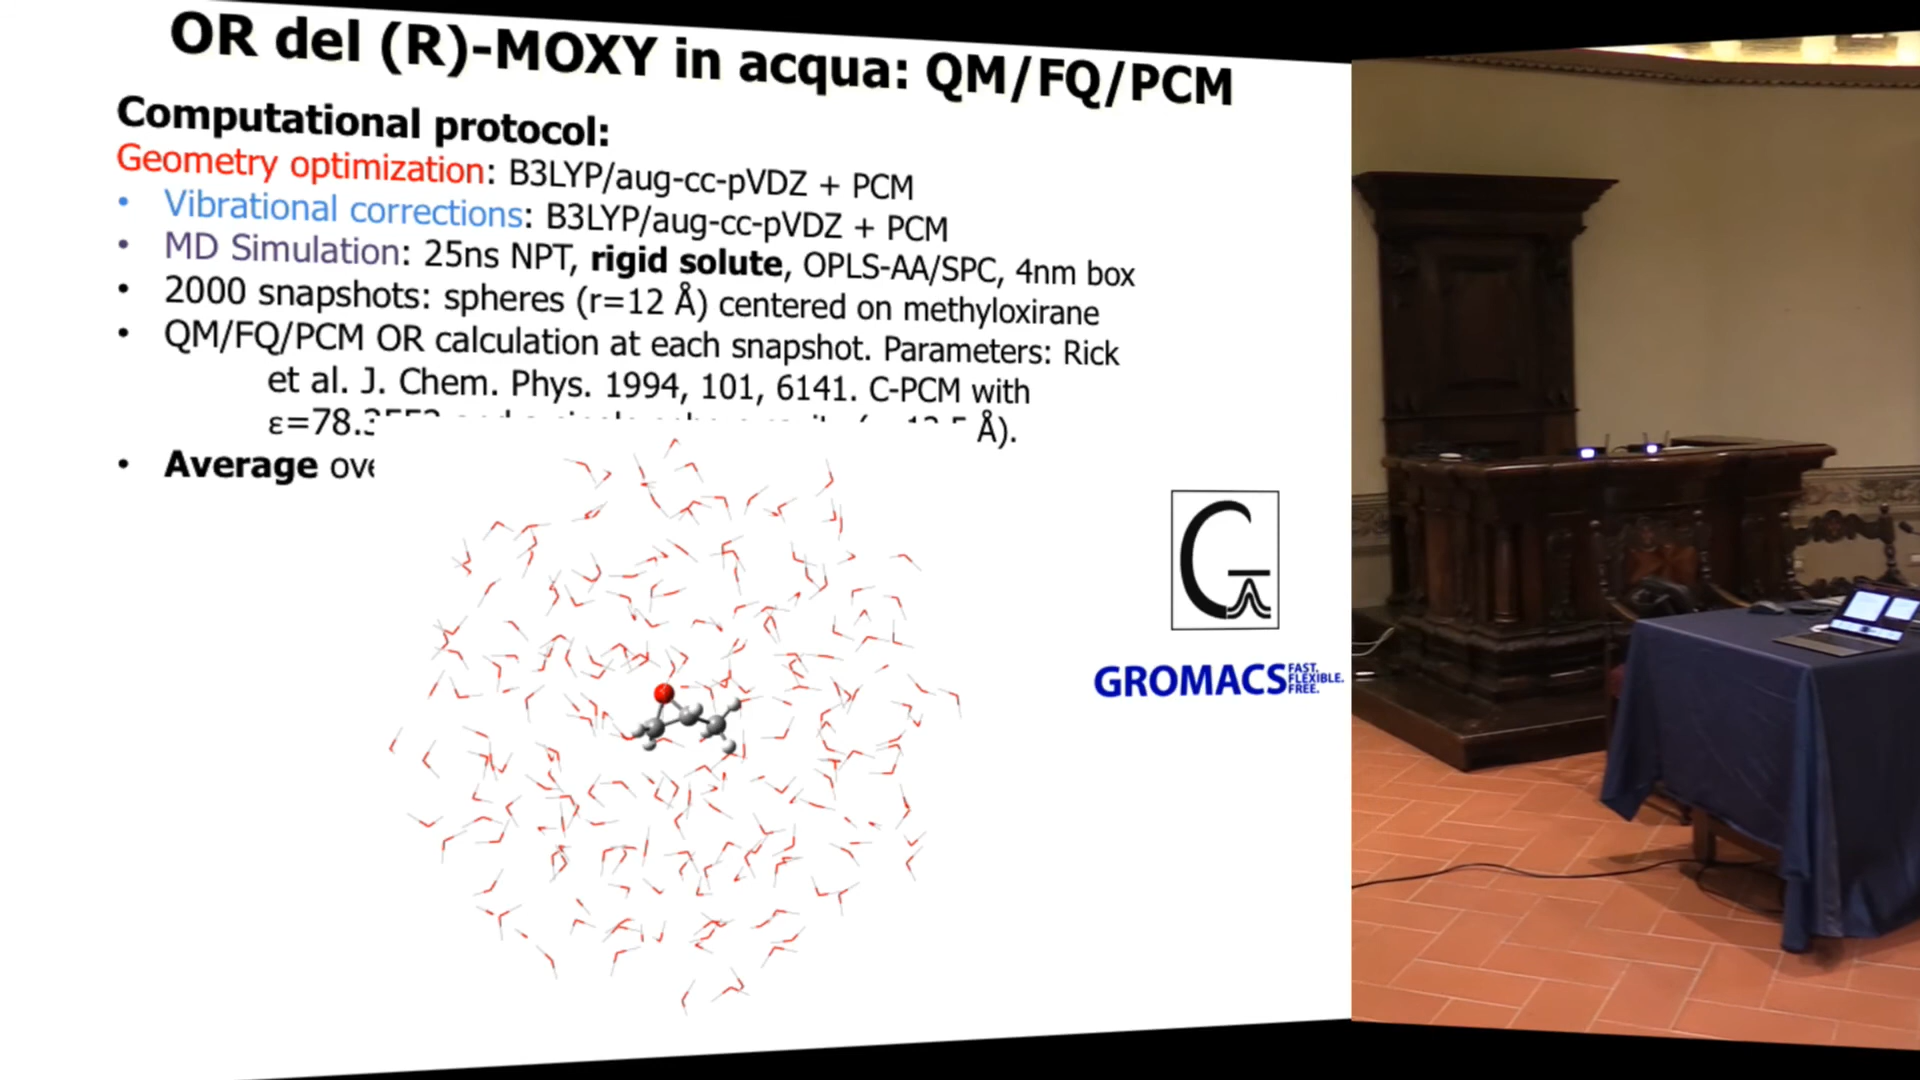 OR del (R)-MOXY in acqua: QM/FQ/PCM
Computational protocol:
Geometry optimization: B3LYP/aug-cc-pVDZ + PCM
• Vibrational corrections: B3LYP/aug-cc-pVDZ + PCM
• MD Simulation: 25ns NPT, rigid solute, OPLS-AA/SPC, 4nm box
• 2000 snapshots: spheres (r=12 Å) centered on methyloxirane
• QM/FQ/PCM OR calculation at each snapshot. Parameters: Rick
et al. J. Chem. Phys. 1994, 101, 6141. C-PCM with
ε=78. Å).
• Average
GROMACS FAST.
FLEXIBLE.
FREE.